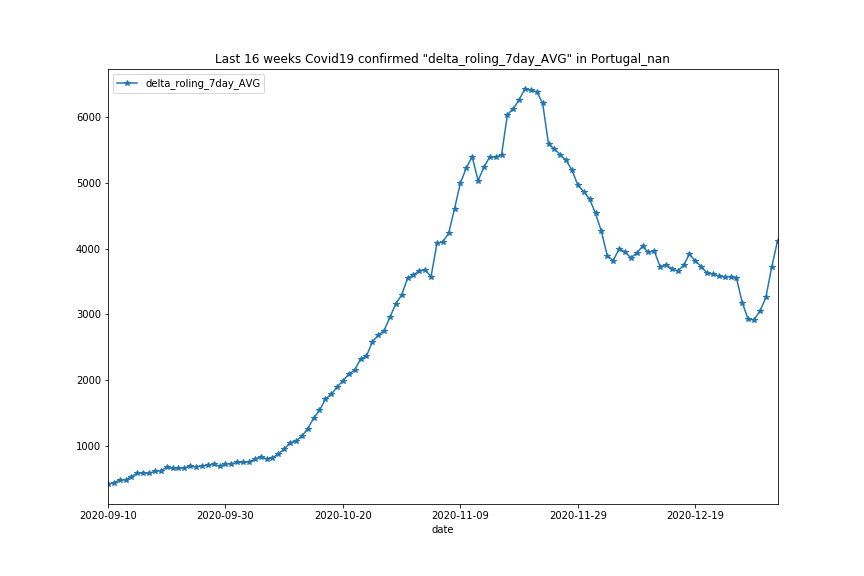 Last 16 weeks Covid19 confirmed "delta_roling_7day_AVG" in Portugal_nan
delta_roling_7day_AVG
6000
5000
4000
3000
2000
1000
2020-09-10 2020-09-30 2020-10-20 2020-11-09 2020-11-29 2020-12-19
date